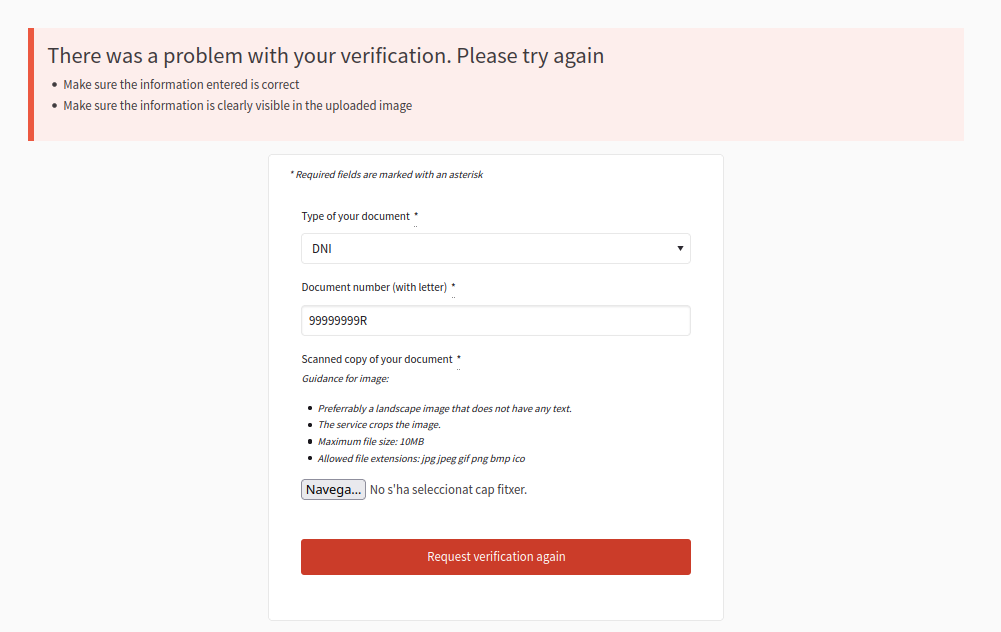 There was a problem with your verification. Please try again
• Make sure the information entered is correct
• Make sure the information is clearly visible in the uploaded image
* Required fields are marked with an asterisk
Type of your document *
DNI
Document number (with letter) *
99999999R
Scanned copy of your document *
Guidance for image:
• Preferrably a landscape image that does not have any text.
• The service crops the image.
• Maximum file size: 10MB
• Allowed file extensions: jpg jpeg gif png bmp ico
Navega... No s'ha seleccionat cap fitxer.
Request verification again